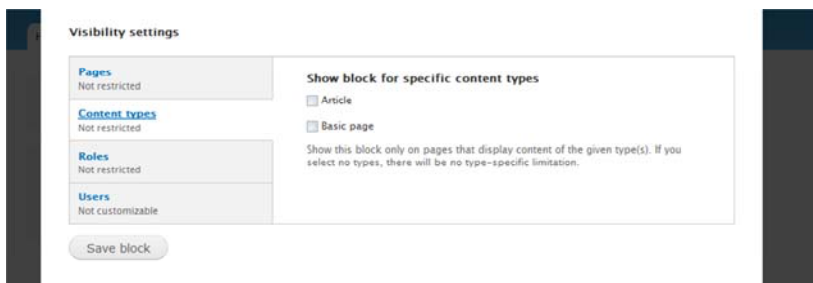 Visibility settings
Pages
Not restricted
Content types
Not restricted
Roles
Not restricted
Users
Not customizable
Show block for specific content types
Article
Basic page
Show this block only on pages that display content of the given type(s). If you
select no types, there will be no type-specific limitation.
Save block